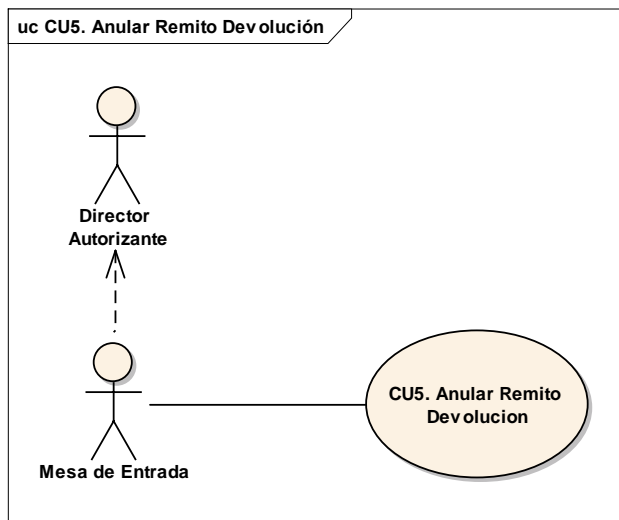 uc CU5. Anular Remito Devolución
Director
Autorizante
CU5. Anular Remito
Devolucion
Mesa de Entrada